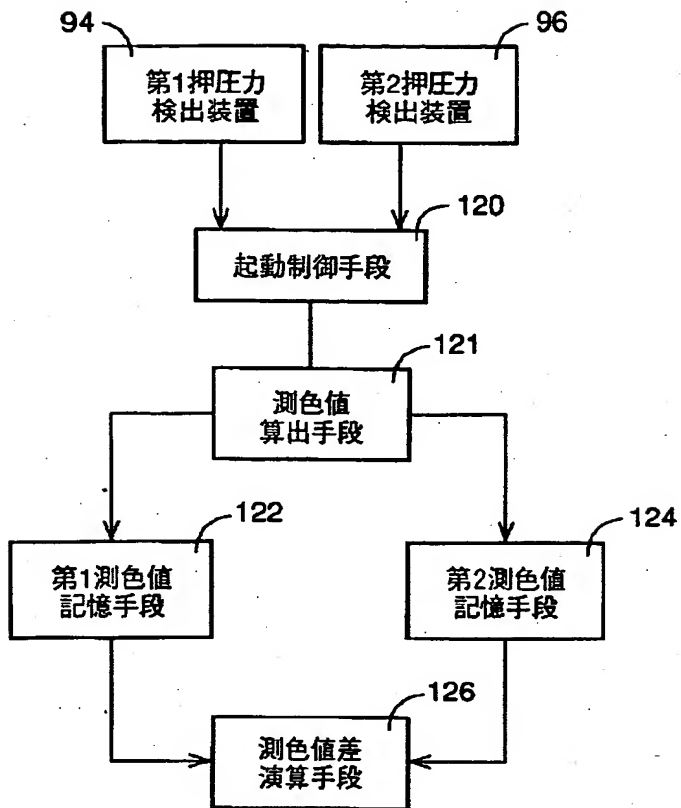 94
96
第1押圧力
検出装置
第2押圧力
検出装置
120
起動制御手段
121
測色値
算出手段
122
124
第1測色値
記憶手段
第2測色値
記憶手段
126
測色値差
演算手段